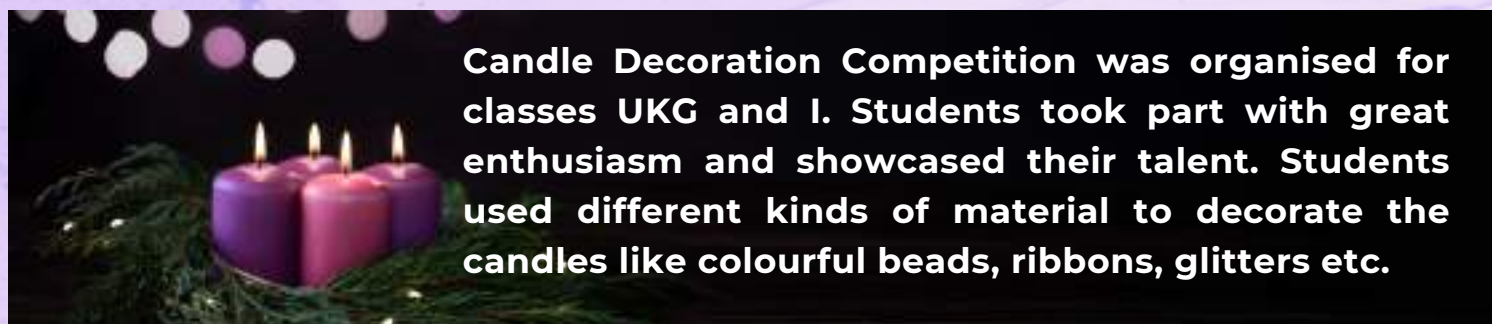 Candle Decoration Competition was organised for
classes UKG and I. Students took part with great
enthusiasm and showcased their talent. Students
used different kinds of material to decorate the
candles like colourful beads, ribbons, glitters etc.